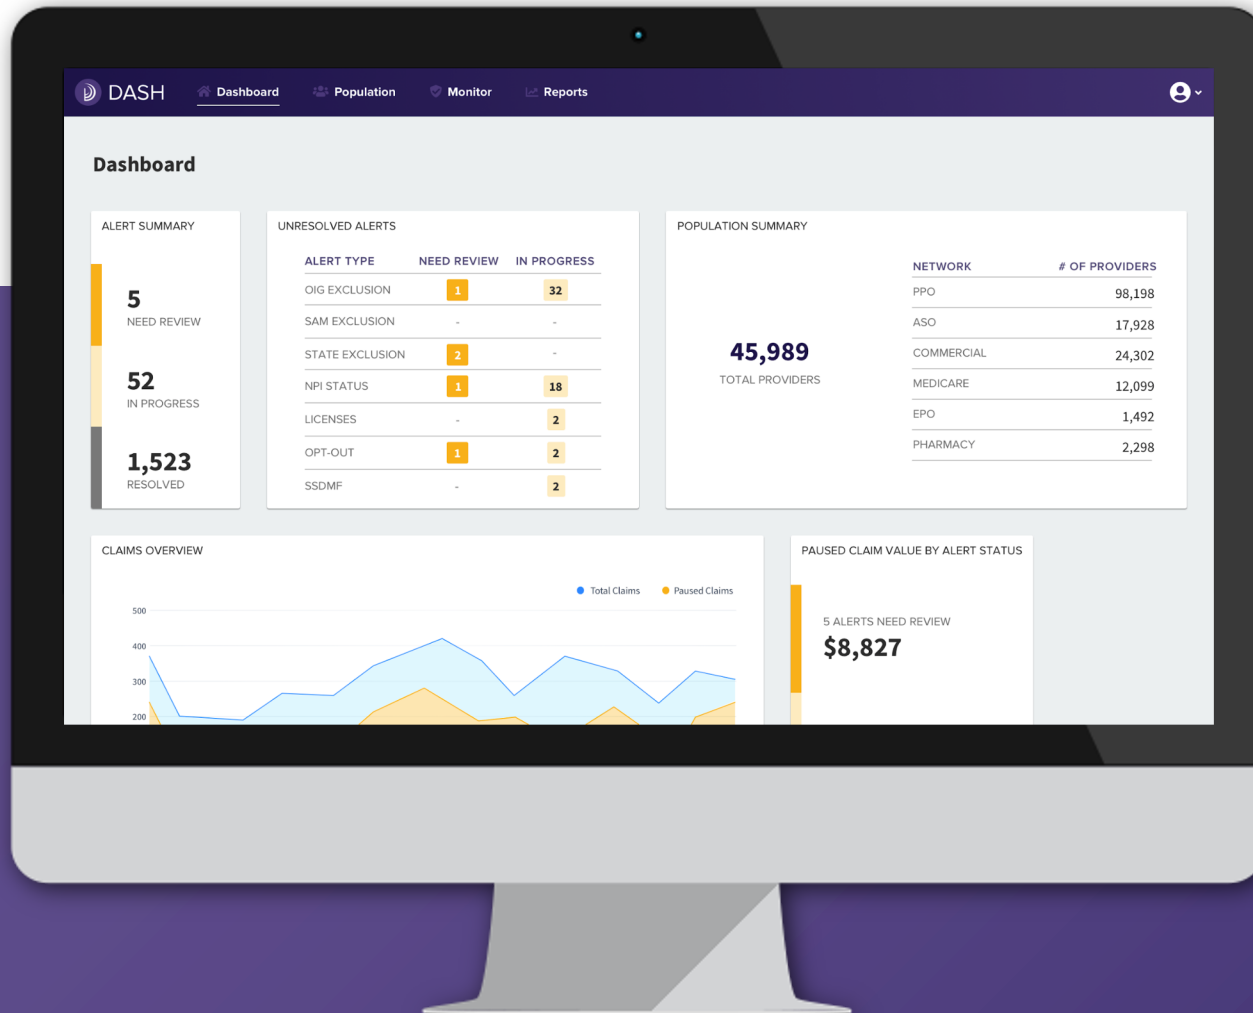 DASH
Dashboard
Population
Monitor
Reports
Dashboard
ALERT SUMMARY
5
NEED REVIEW
52
IN PROGRESS
1,523
RESOLVED
UNRESOLVED ALERTS
ALERT TYPE NEED REVIEW IN PROGRESS
OIG EXCLUSION 1 32
SAM EXCLUSION - -
STATE EXCLUSION 2 -
NPI STATUS 1 18
LICENSES - 2
OPT-OUT 1 2
SSDMF - 2
POPULATION SUMMARY
45,989
TOTAL PROVIDERS
NETWORK # OF PROVIDERS
PPO 98,198
ASO 17,928
COMMERCIAL 24,302
MEDICARE 12,099
EPO 1,492
PHARMACY 2,298
CLAIMS OVERVIEW
Total Claims Paused Claims
500
400
300
200
PAUSED CLAIM VALUE BY ALERT STATUS
5 ALERTS NEED REVIEW
$8,827